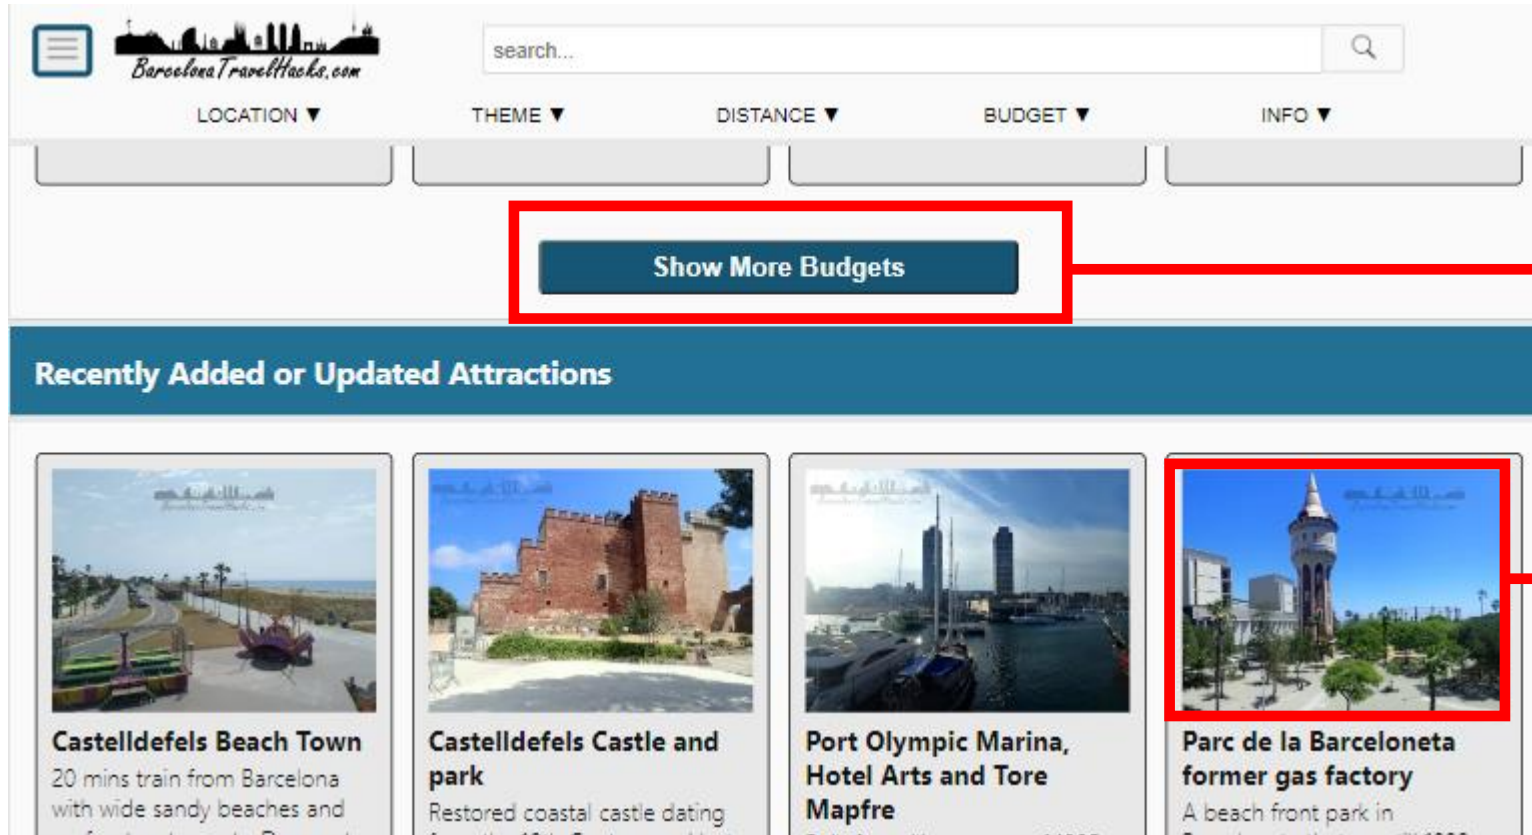 BarcelonaTravelHacks.com
search...
LOCATION ▼ THEME ▼ DISTANCE ▼ BUDGET ▼ INFO ▼
Show More Budgets
Recently Added or Updated Attractions
Castelldefels Beach Town
20 mins train from Barcelona
with wide sandy beaches and
Castelldefels Castle and
park
Restored coastal castle dating
Port Olympic Marina,
Hotel Arts and Tore
Mapfre
Parc de la Barceloneta
former gas factory
A beach front park in